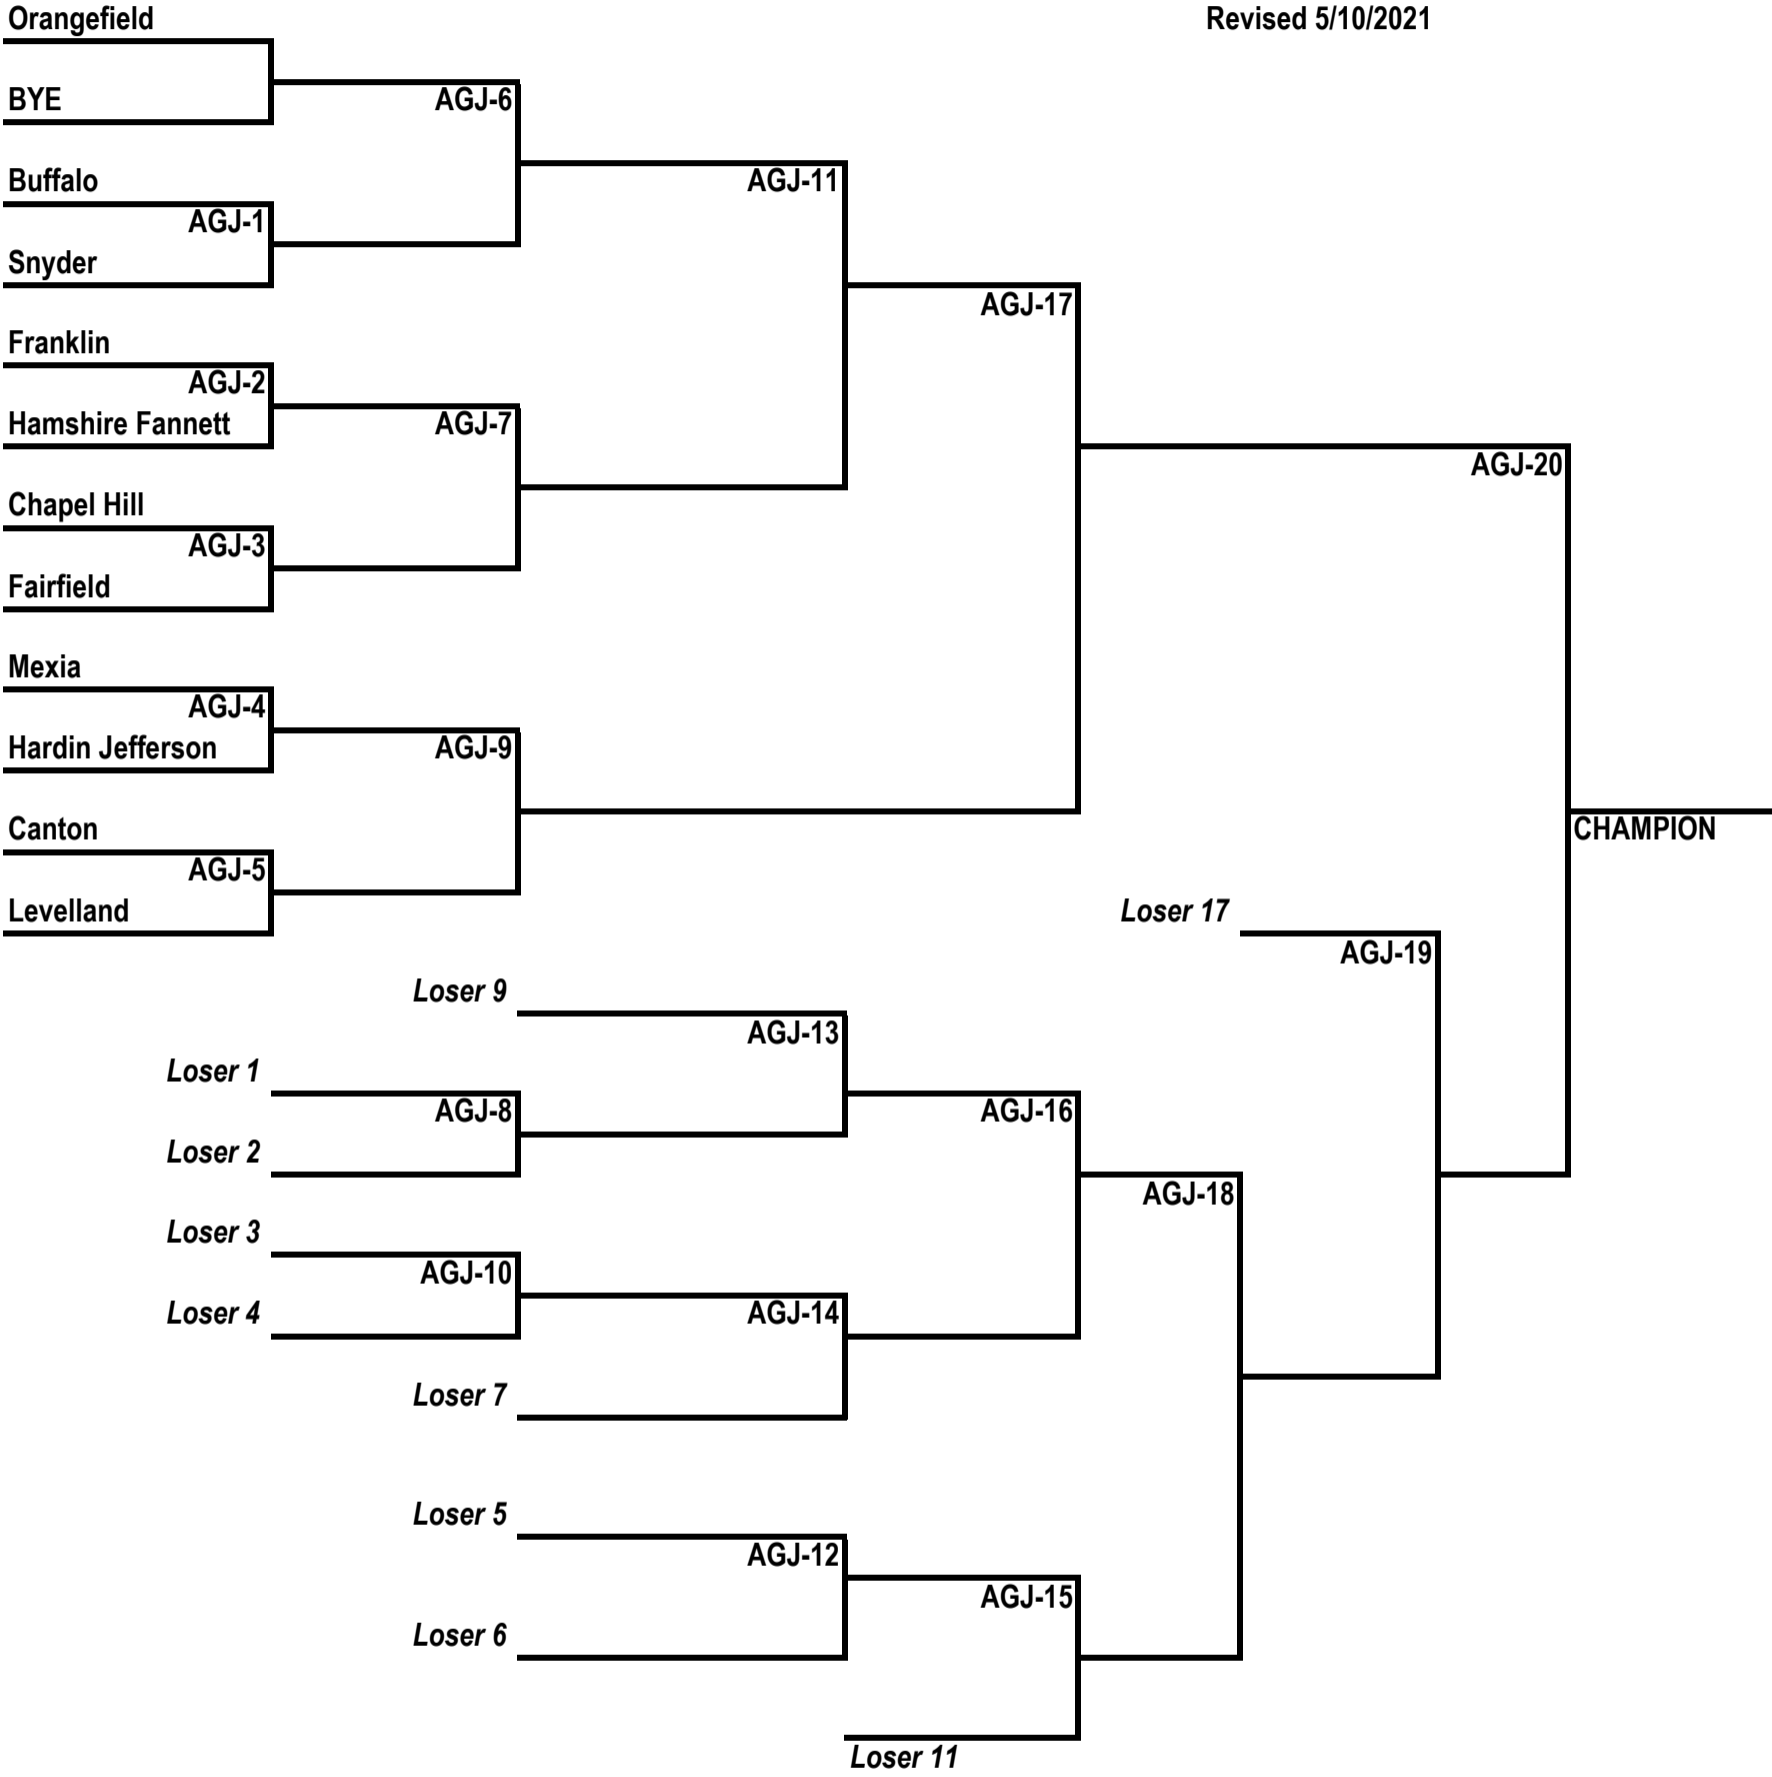 Orangefield
Revised 5/10/2021
BYE
AGJ-6
Buffalo
AGJ-11
AGJ-1
Snyder
AGJ-17
Franklin
AGJ-2
Hamshire Fannett
AGJ-7
AGJ-20
Chapel Hill
AGJ-3
Fairfield
Mexia
AGJ-4
Hardin Jefferson
AGJ-9
Canton
CHAMPION
AGJ-5
Levelland
Loser 17
AGJ-19
Loser 9
AGJ-13
Loser 1
AGJ-8
AGJ-16
Loser 2
AGJ-18
Loser 3
AGJ-10
Loser 4
AGJ-14
Loser 7
Loser 5
AGJ-12
AGJ-15
Loser 6
Loser 11